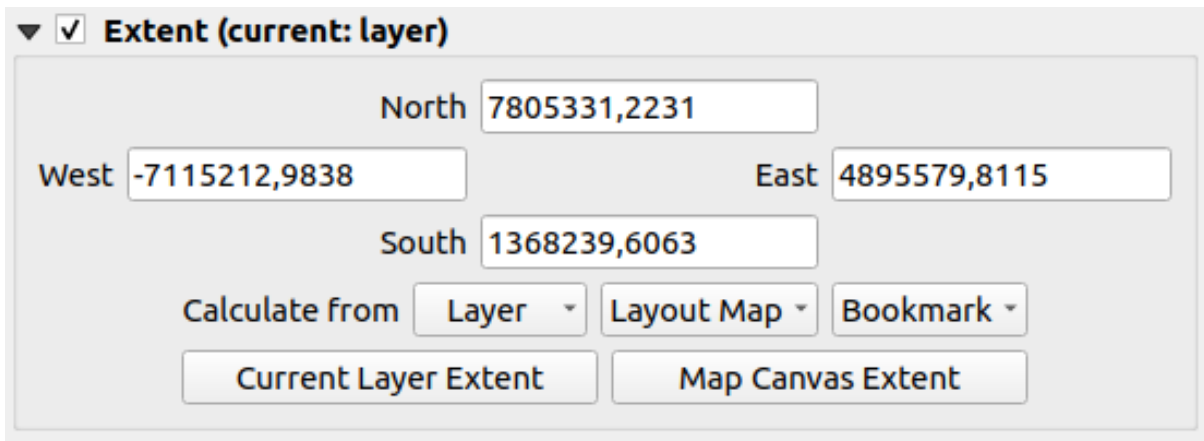 Extent (current: layer)
North 7805331,2231
West -7115212,9838 East 4895579,8115
South 1368239,6063
Calculate from Layer Layout Map Bookmark
Current Layer Extent Map Canvas Extent